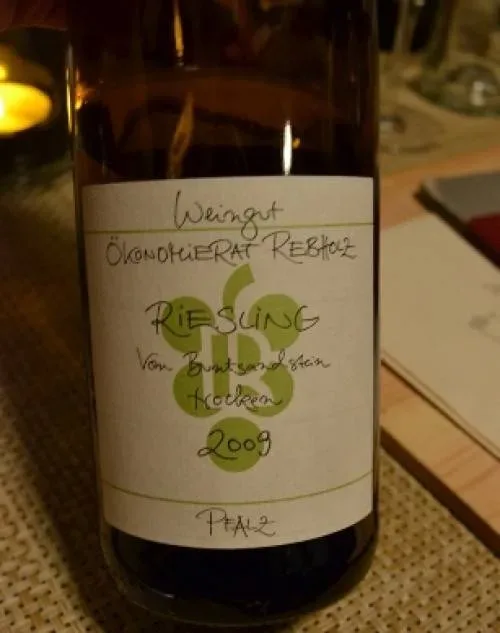 Weingut
ÖKONOMIERAT REBHOLZ
RIESLING
Vom Buntsandstein
trocken
2009
PFALZ